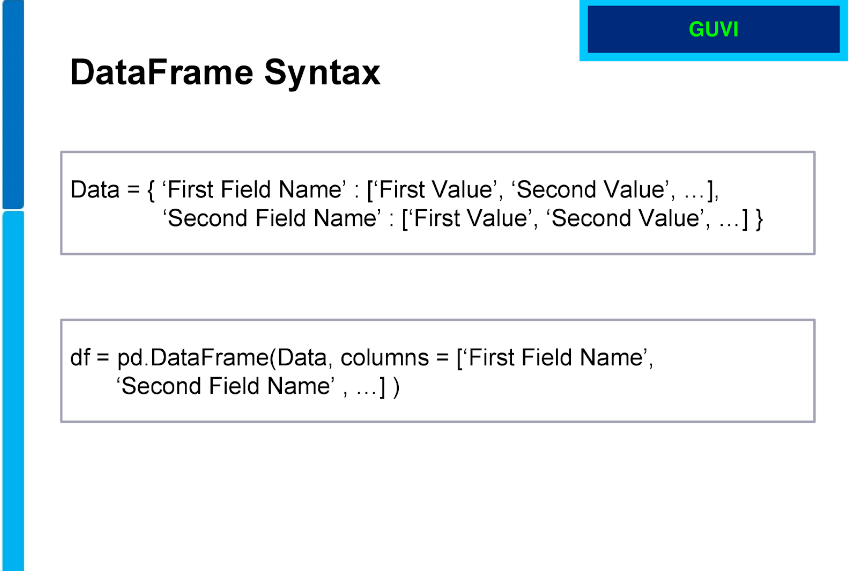 GUVI
DataFrame Syntax
Data = { ‘First Field Name’ : [‘First Value’, ‘Second Value’, …],
‘Second Field Name’ : [‘First Value’, ‘Second Value’, …] }
df = pd.DataFrame(Data, columns = [‘First Field Name’,
‘Second Field Name’ , …] )